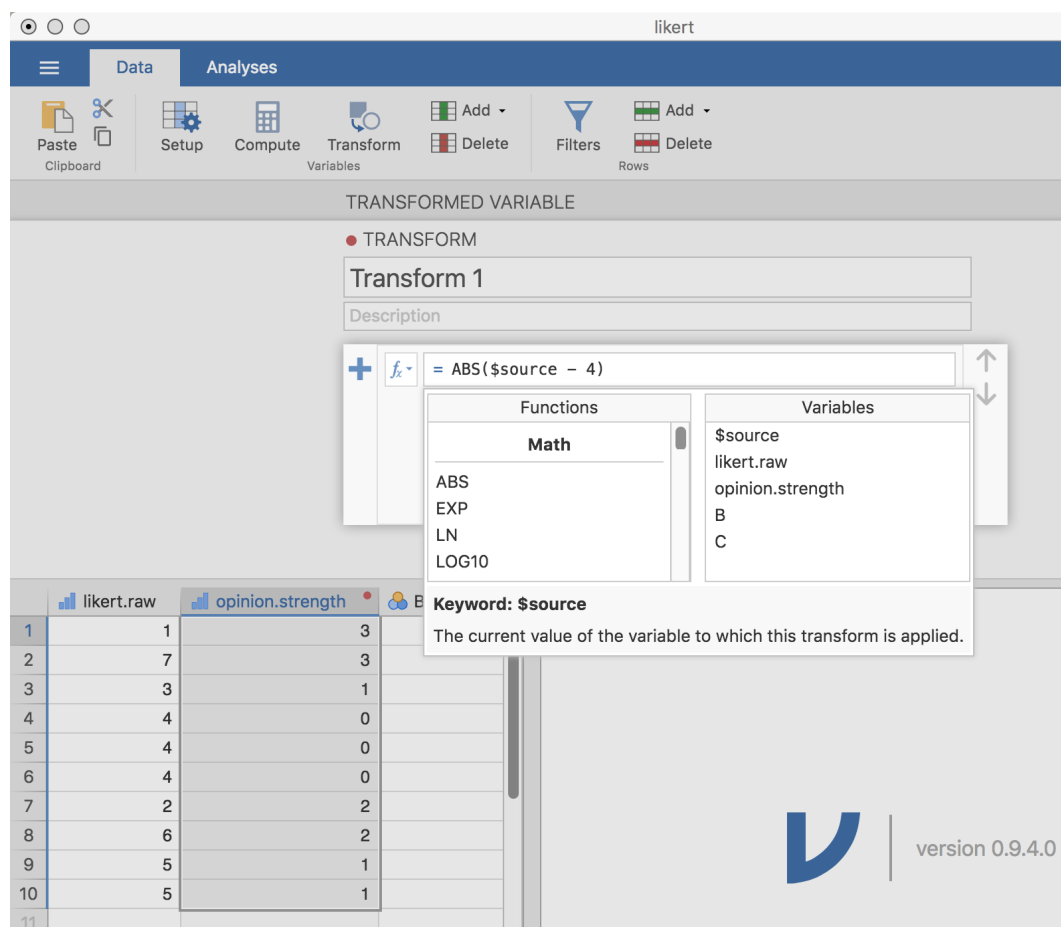 likert
Data Analyses
Paste Setup Compute Transform Add Delete Filters Add Delete
Clipboard Variables Rows
TRANSFORMED VARIABLE
TRANSFORM
Transform 1
Description
fx = ABS($source - 4)
Functions
Math
ABS
EXP
LN
LOG10
Variables
$source
likert.raw
opinion.strength
B
C
Keyword: $source
The current value of the variable to which this transform is applied.
likert.raw opinion.strength B
1 1 3
2 7 3
3 3 1
4 4 0
5 4 0
6 4 0
7 2 2
8 6 2
9 5 1
10 5 1
11
version 0.9.4.0